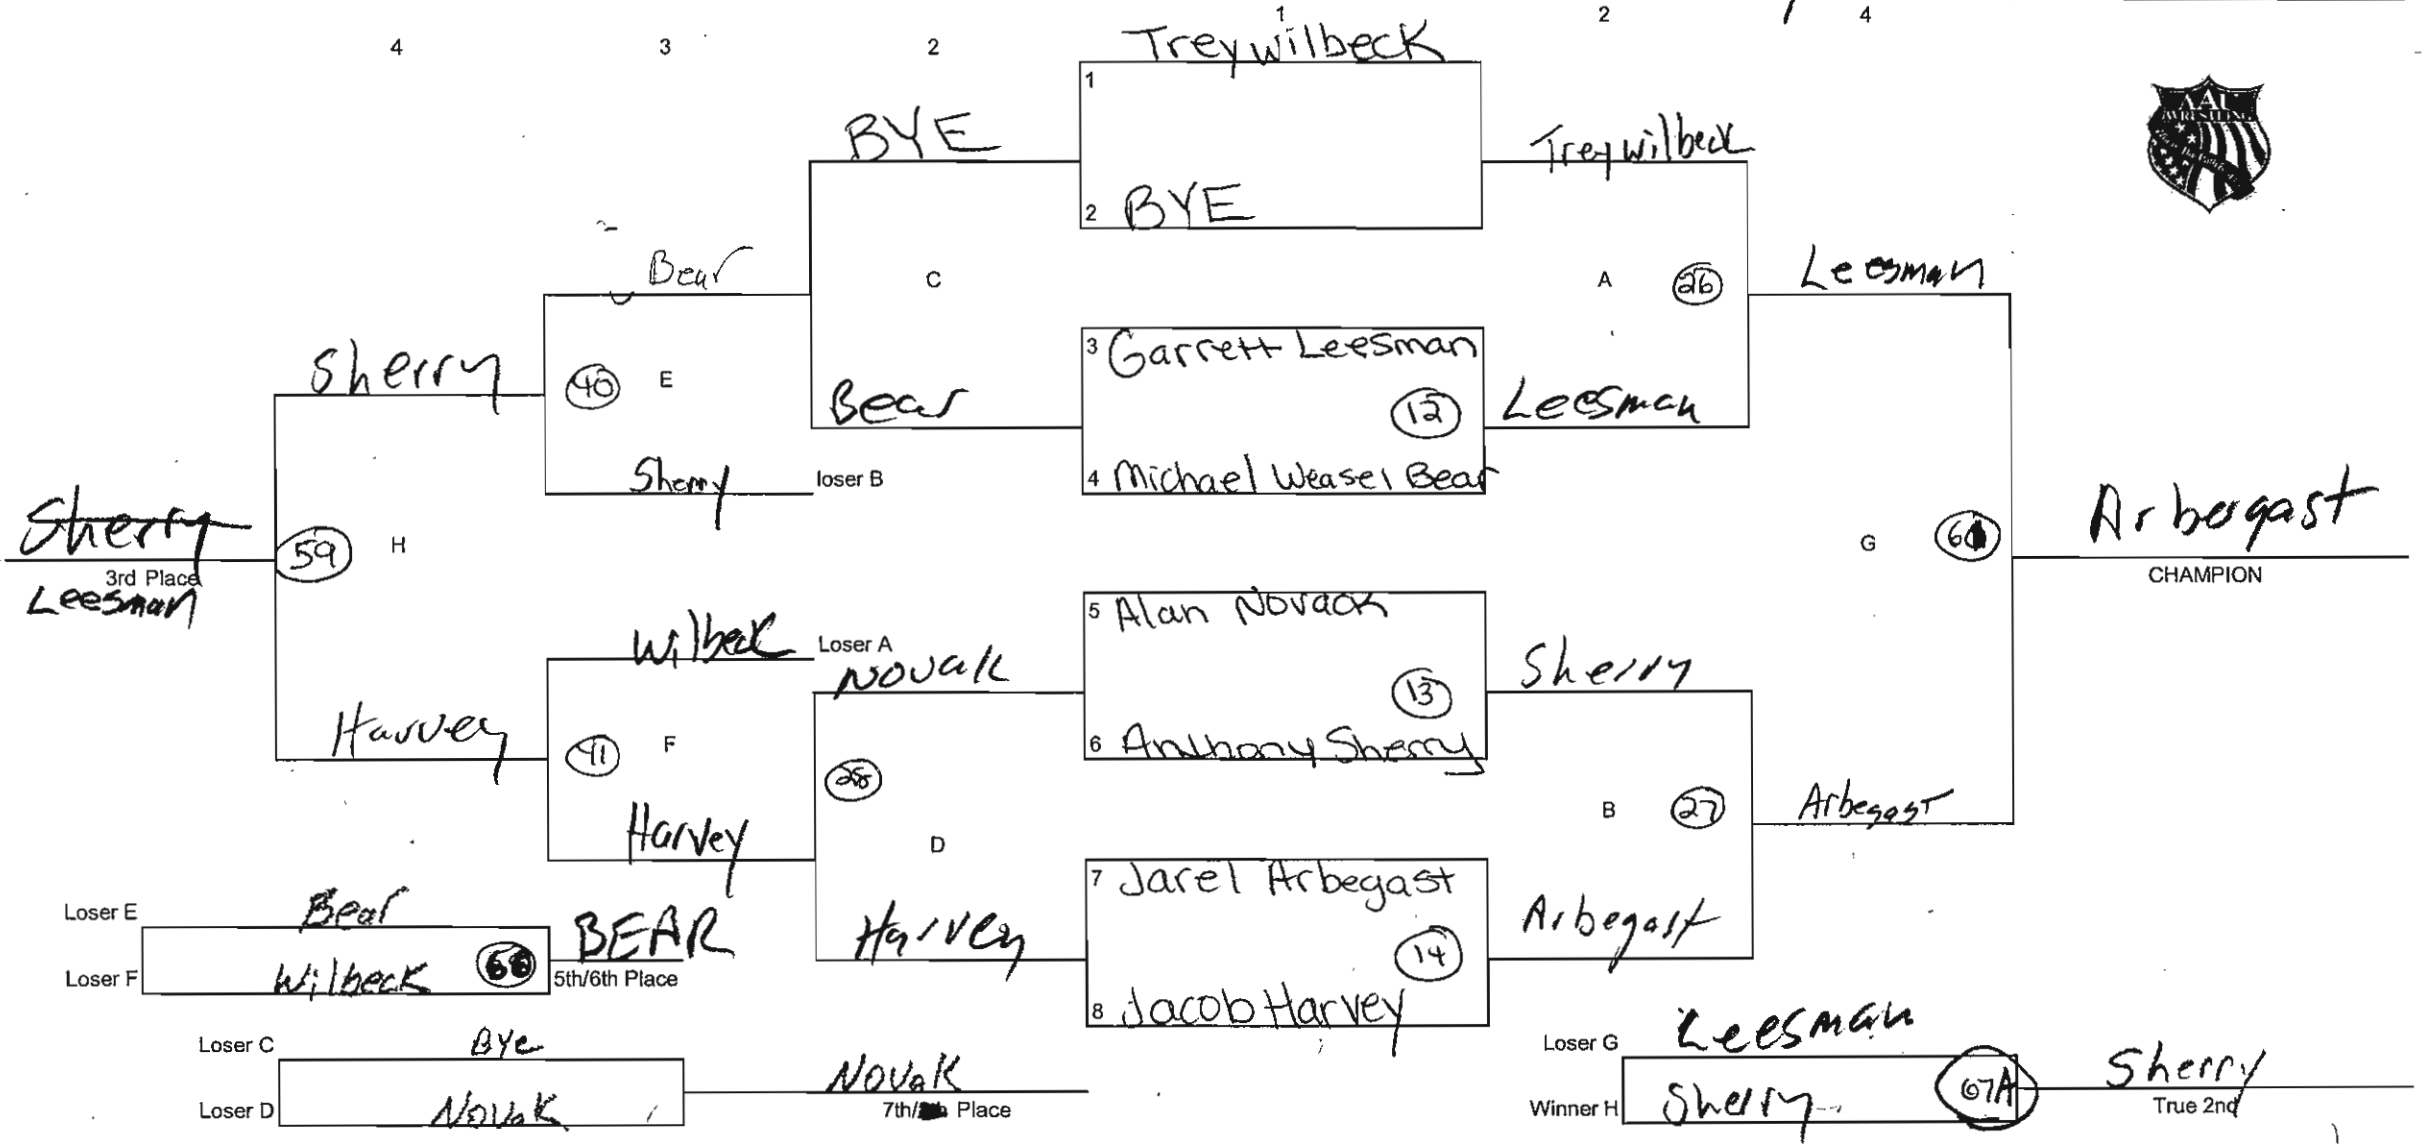 1 2 4
4 3 2
Trey Wilbeck
1
BYE
Trey Wilbeck
AAU
WRESTLING
2 BYE
Bear
C
A 26
Leesman
3 Garrett Leesman
Sherry
40 E
Bear
12
Leesman
Sherry
loser B
4 Michael Weasel Bear
Sherry
Arbergast
59 H
G
3rd Place
CHAMPION
Leesman
5 Alan Novack
Wilbeck
Loser A
Novak
Sherry
13
Harvey
41 F
6 Anthony Sherry
28
B 27
Arbegast
Harvey
D
7 Jarel Arbegast
Loser E
Bear
BEAR
Harvey
Arbegast
14
Loser F
Wilbeck
5th/6th Place
8 Jacob Harvey
Loser C
Bye
Loser G
Leesman
Novak
Sherry
Loser D
Novak
7th/ Place
Winner H
Sherry
67A
True 2nd